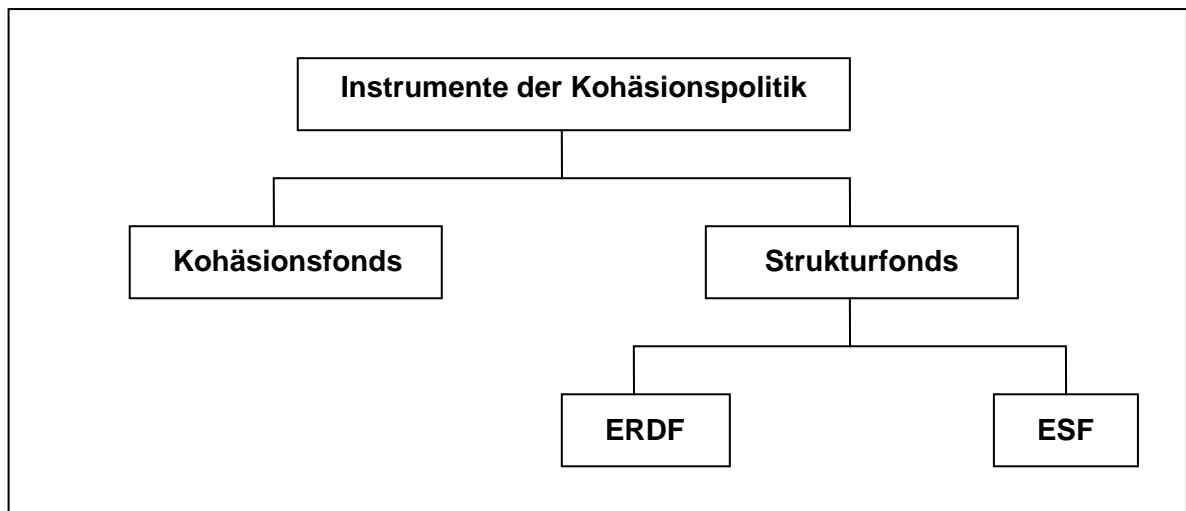 Instrumente der Kohäsionspolitik
Kohäsionsfonds
Strukturfonds
ERDF
ESF